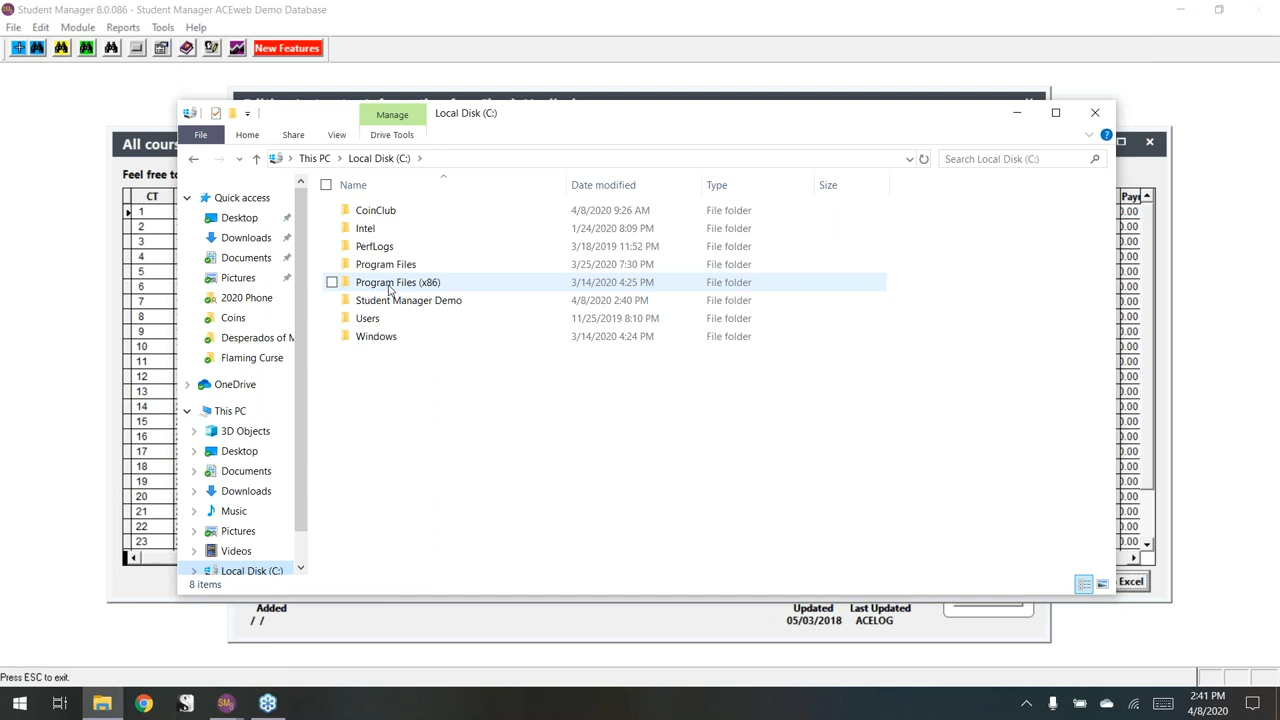 Student Manager 8.0.086 - Student Manager ACEweb Demo Database
File Edit Module Reports Tools Help
New Features
Manage Local Disk (C:)
File Home Share View Drive Tools
This PC Local Disk (C:) Search Local Disk (C:)
All cour
Feel free to
CT
1
2
3
4
5
6
7
8
9
10
11
12
13
14
15
16
17
18
19
20
21
22
23
Quick access
Desktop
Downloads
Documents
Pictures
2020 Phone
Coins
Desperados of M
Flaming Curse
OneDrive
This PC
3D Objects
Desktop
Documents
Downloads
Music
Pictures
Videos
Local Disk (C:)
Name Date modified Type Size
CoinClub 4/8/2020 9:26 AM File folder
Intel 1/24/2020 8:09 PM File folder
PerfLogs 3/18/2019 11:52 PM File folder
Program Files 3/25/2020 7:30 PM File folder
Program Files (x86) 3/14/2020 4:25 PM File folder
Student Manager Demo 4/8/2020 2:40 PM File folder
Users 11/25/2019 8:10 PM File folder
Windows 3/14/2020 4:24 PM File folder
8 items
Excel
Added Updated Last Updated
/ / 05/03/2018 ACELOG
Press ESC to exit.
2:41 PM
4/8/2020